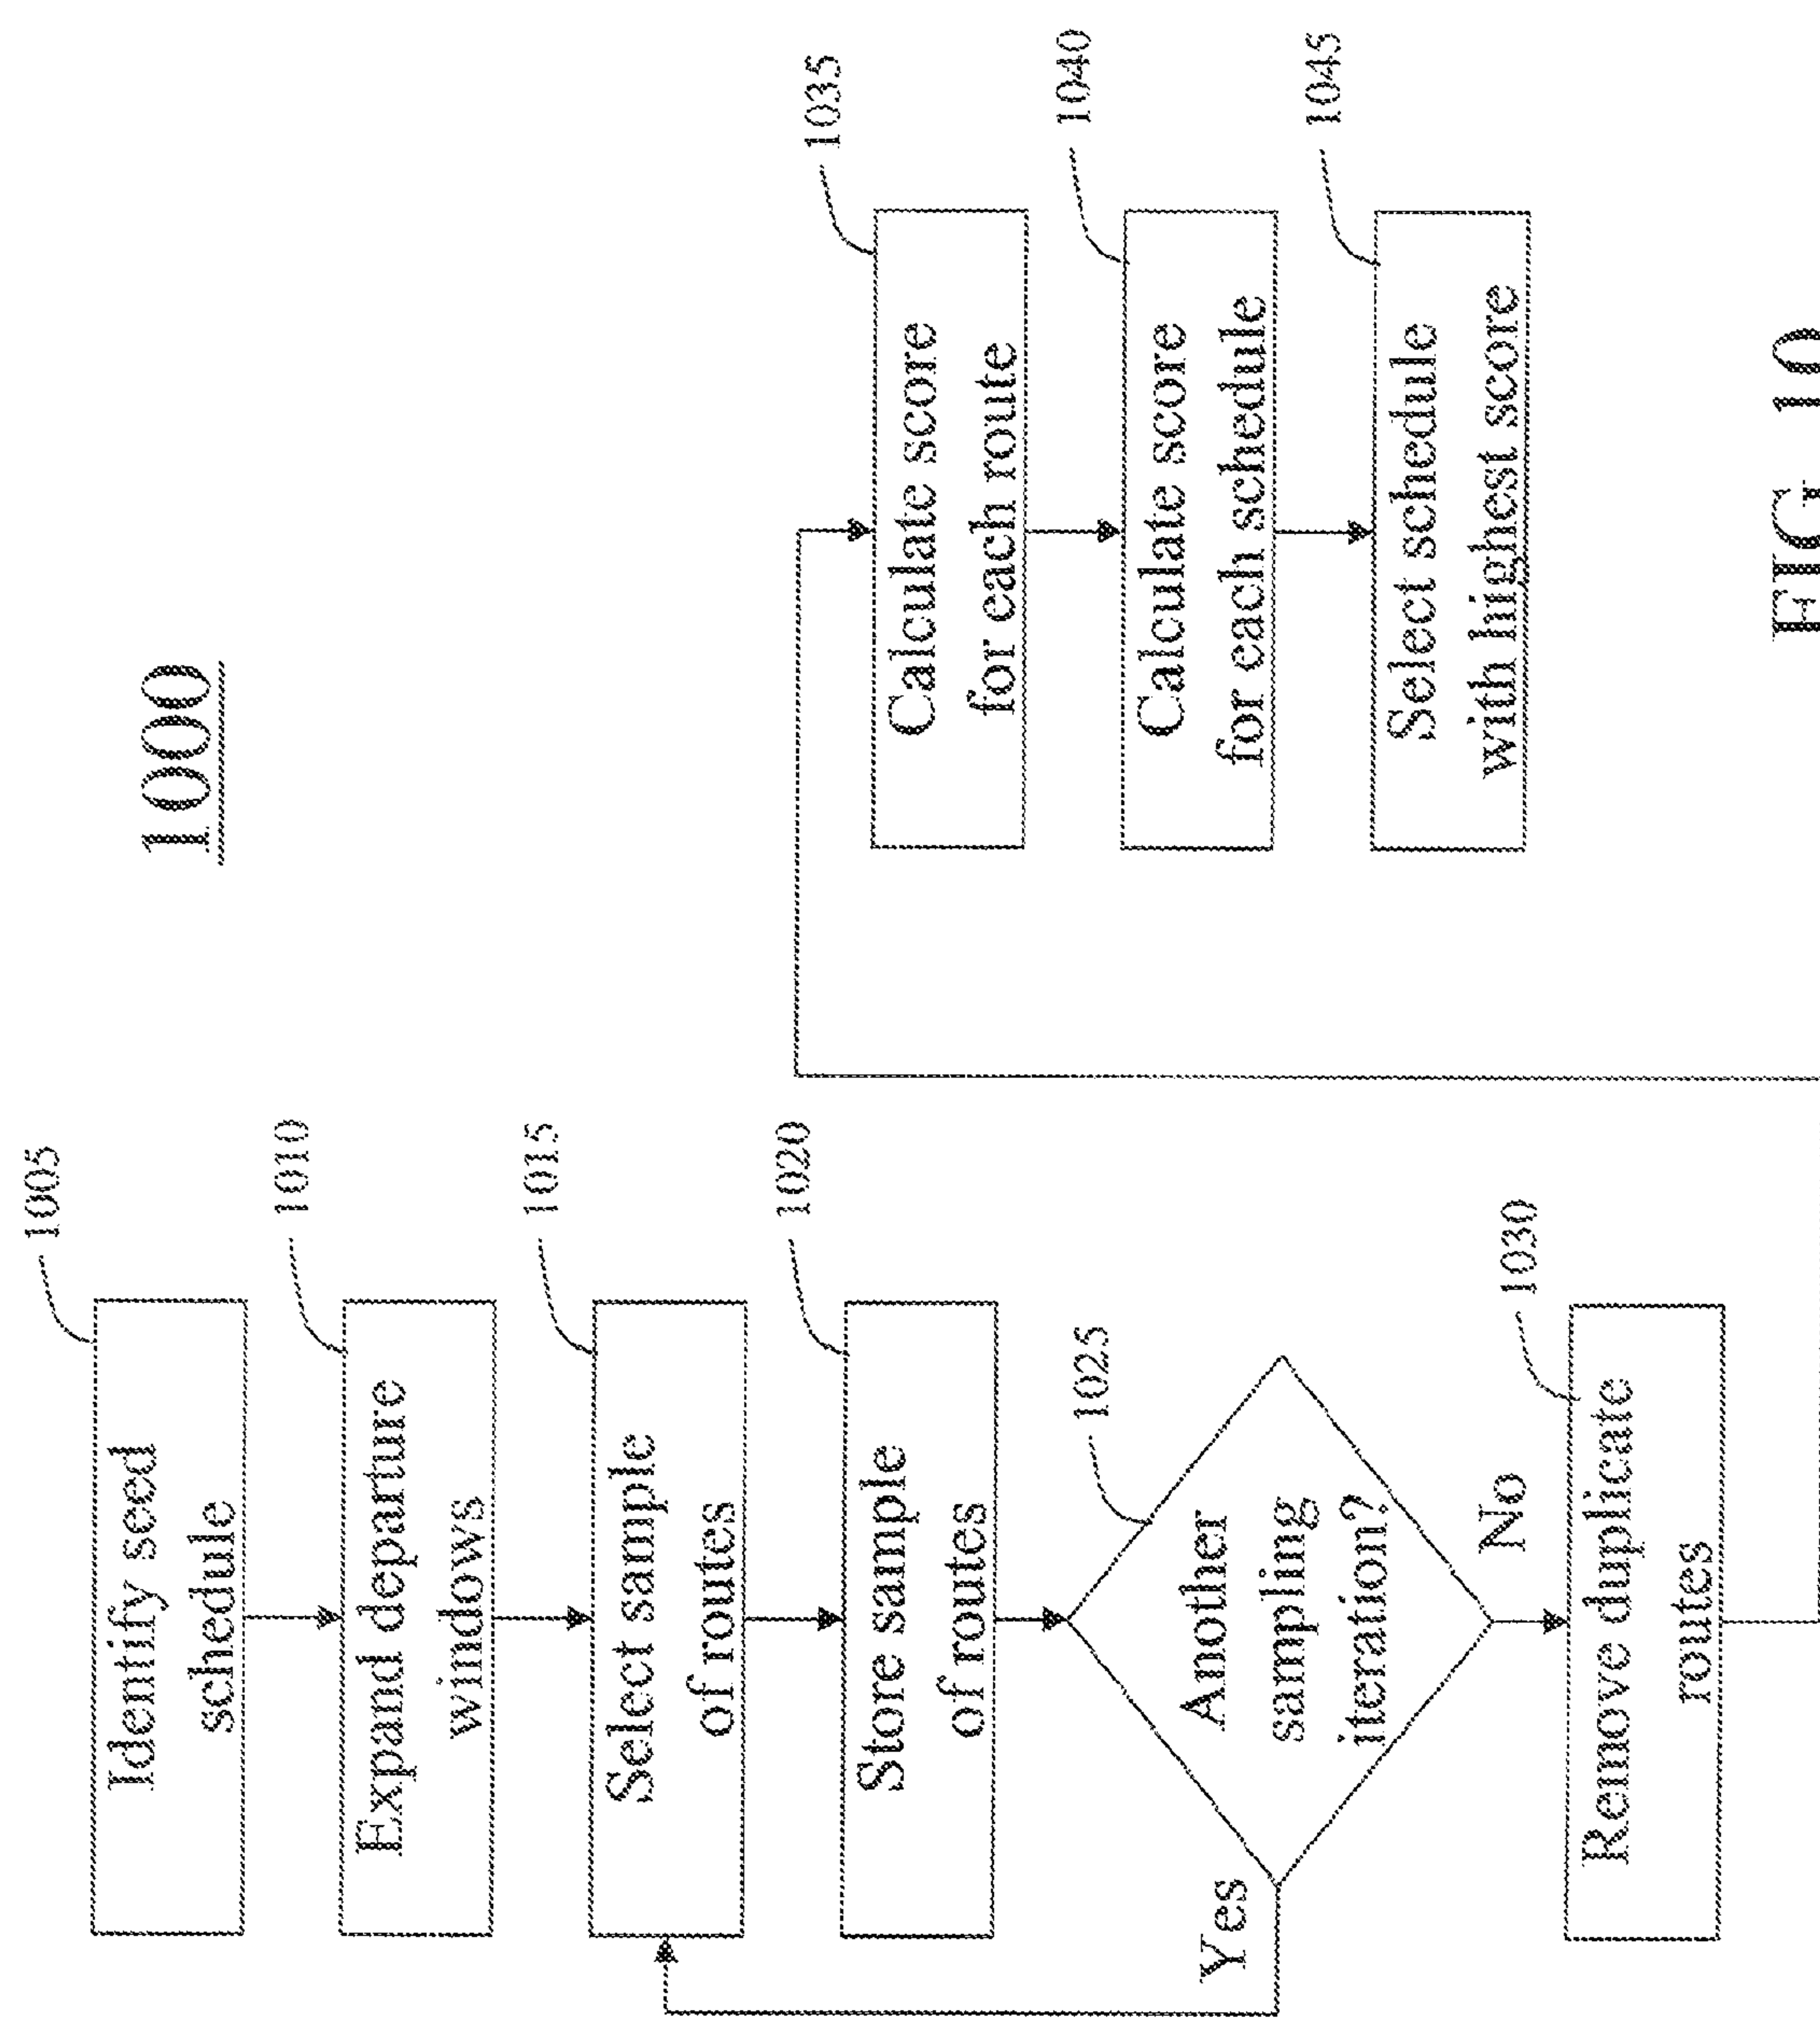 1000
1005
Identify seed
schedule
1010
Expand departure
windows
1015
Select sample
of routes
1020
Store sample
of routes
1025
Another
sampling
iteration?
Yes
No
1030
Remove duplicate
routes
1035
Calculate score
for each route
1040
Calculate score
for each schedule
1045
Select schedule
with highest score
FIG. 10